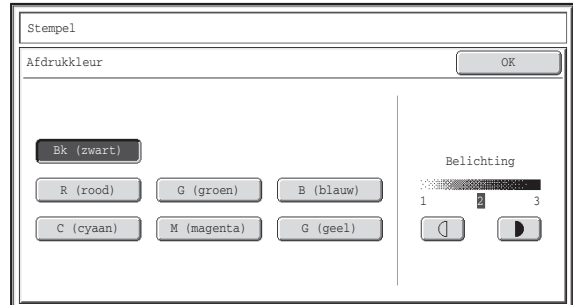 Stempel
Afdrukkleur OK
Bk (zwart)
Belichting
R (rood) G (groen) B (blauw)
1 2 3
C (cyaan) M (magenta) G (geel)